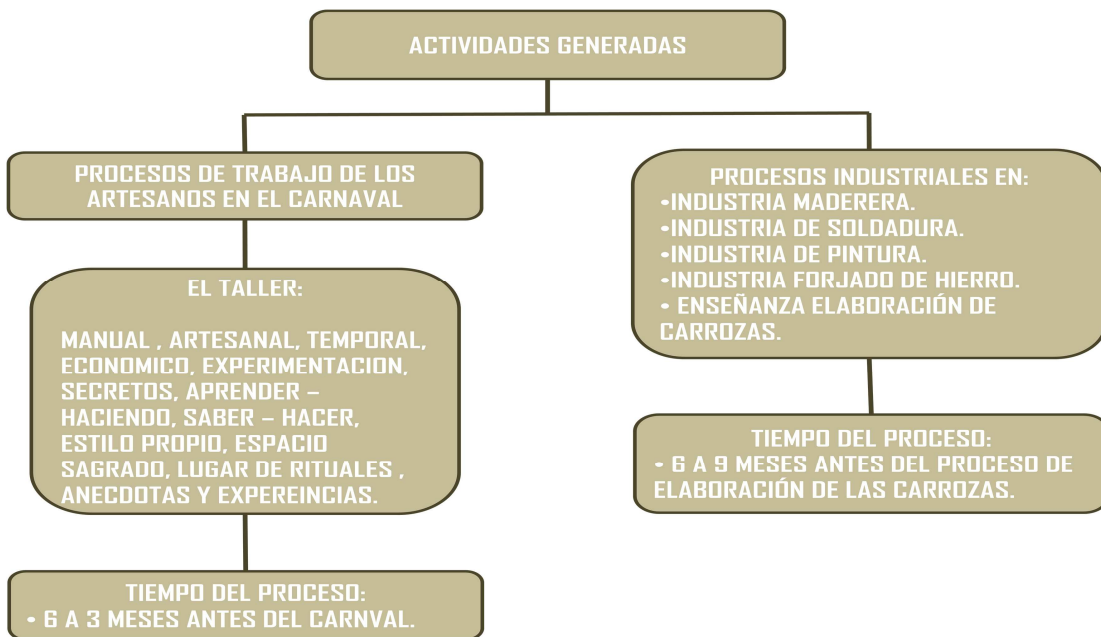 ACTIVIDADES GENERADAS
PROCESOS DE TRABAJO DE LOS
ARTESANOS EN EL CARNAVAL
EL TALLER:
MANUAL , ARTESANAL, TEMPORAL,
ECONOMICO, EXPERIMENTACION,
SECRETOS, APRENDER –
HACIENDO, SABER – HACER,
ESTILO PROPIO, ESPACIO
SAGRADO, LUGAR DE RITUALES ,
ANECDOTAS Y EXPEREINCIAS.
TIEMPO DEL PROCESO:
• 6 A 3 MESES ANTES DEL CARNVAL.
PROCESOS INDUSTRIALES EN:
•INDUSTRIA MADERERA.
•INDUSTRIA DE SOLDADURA.
•INDUSTRIA DE PINTURA.
•INDUSTRIA FORJADO DE HIERRO.
• ENSEÑANZA ELABORACIÓN DE
CARROZAS.
TIEMPO DEL PROCESO:
• 6 A 9 MESES ANTES DEL PROCESO DE
ELABORACIÓN DE LAS CARROZAS.